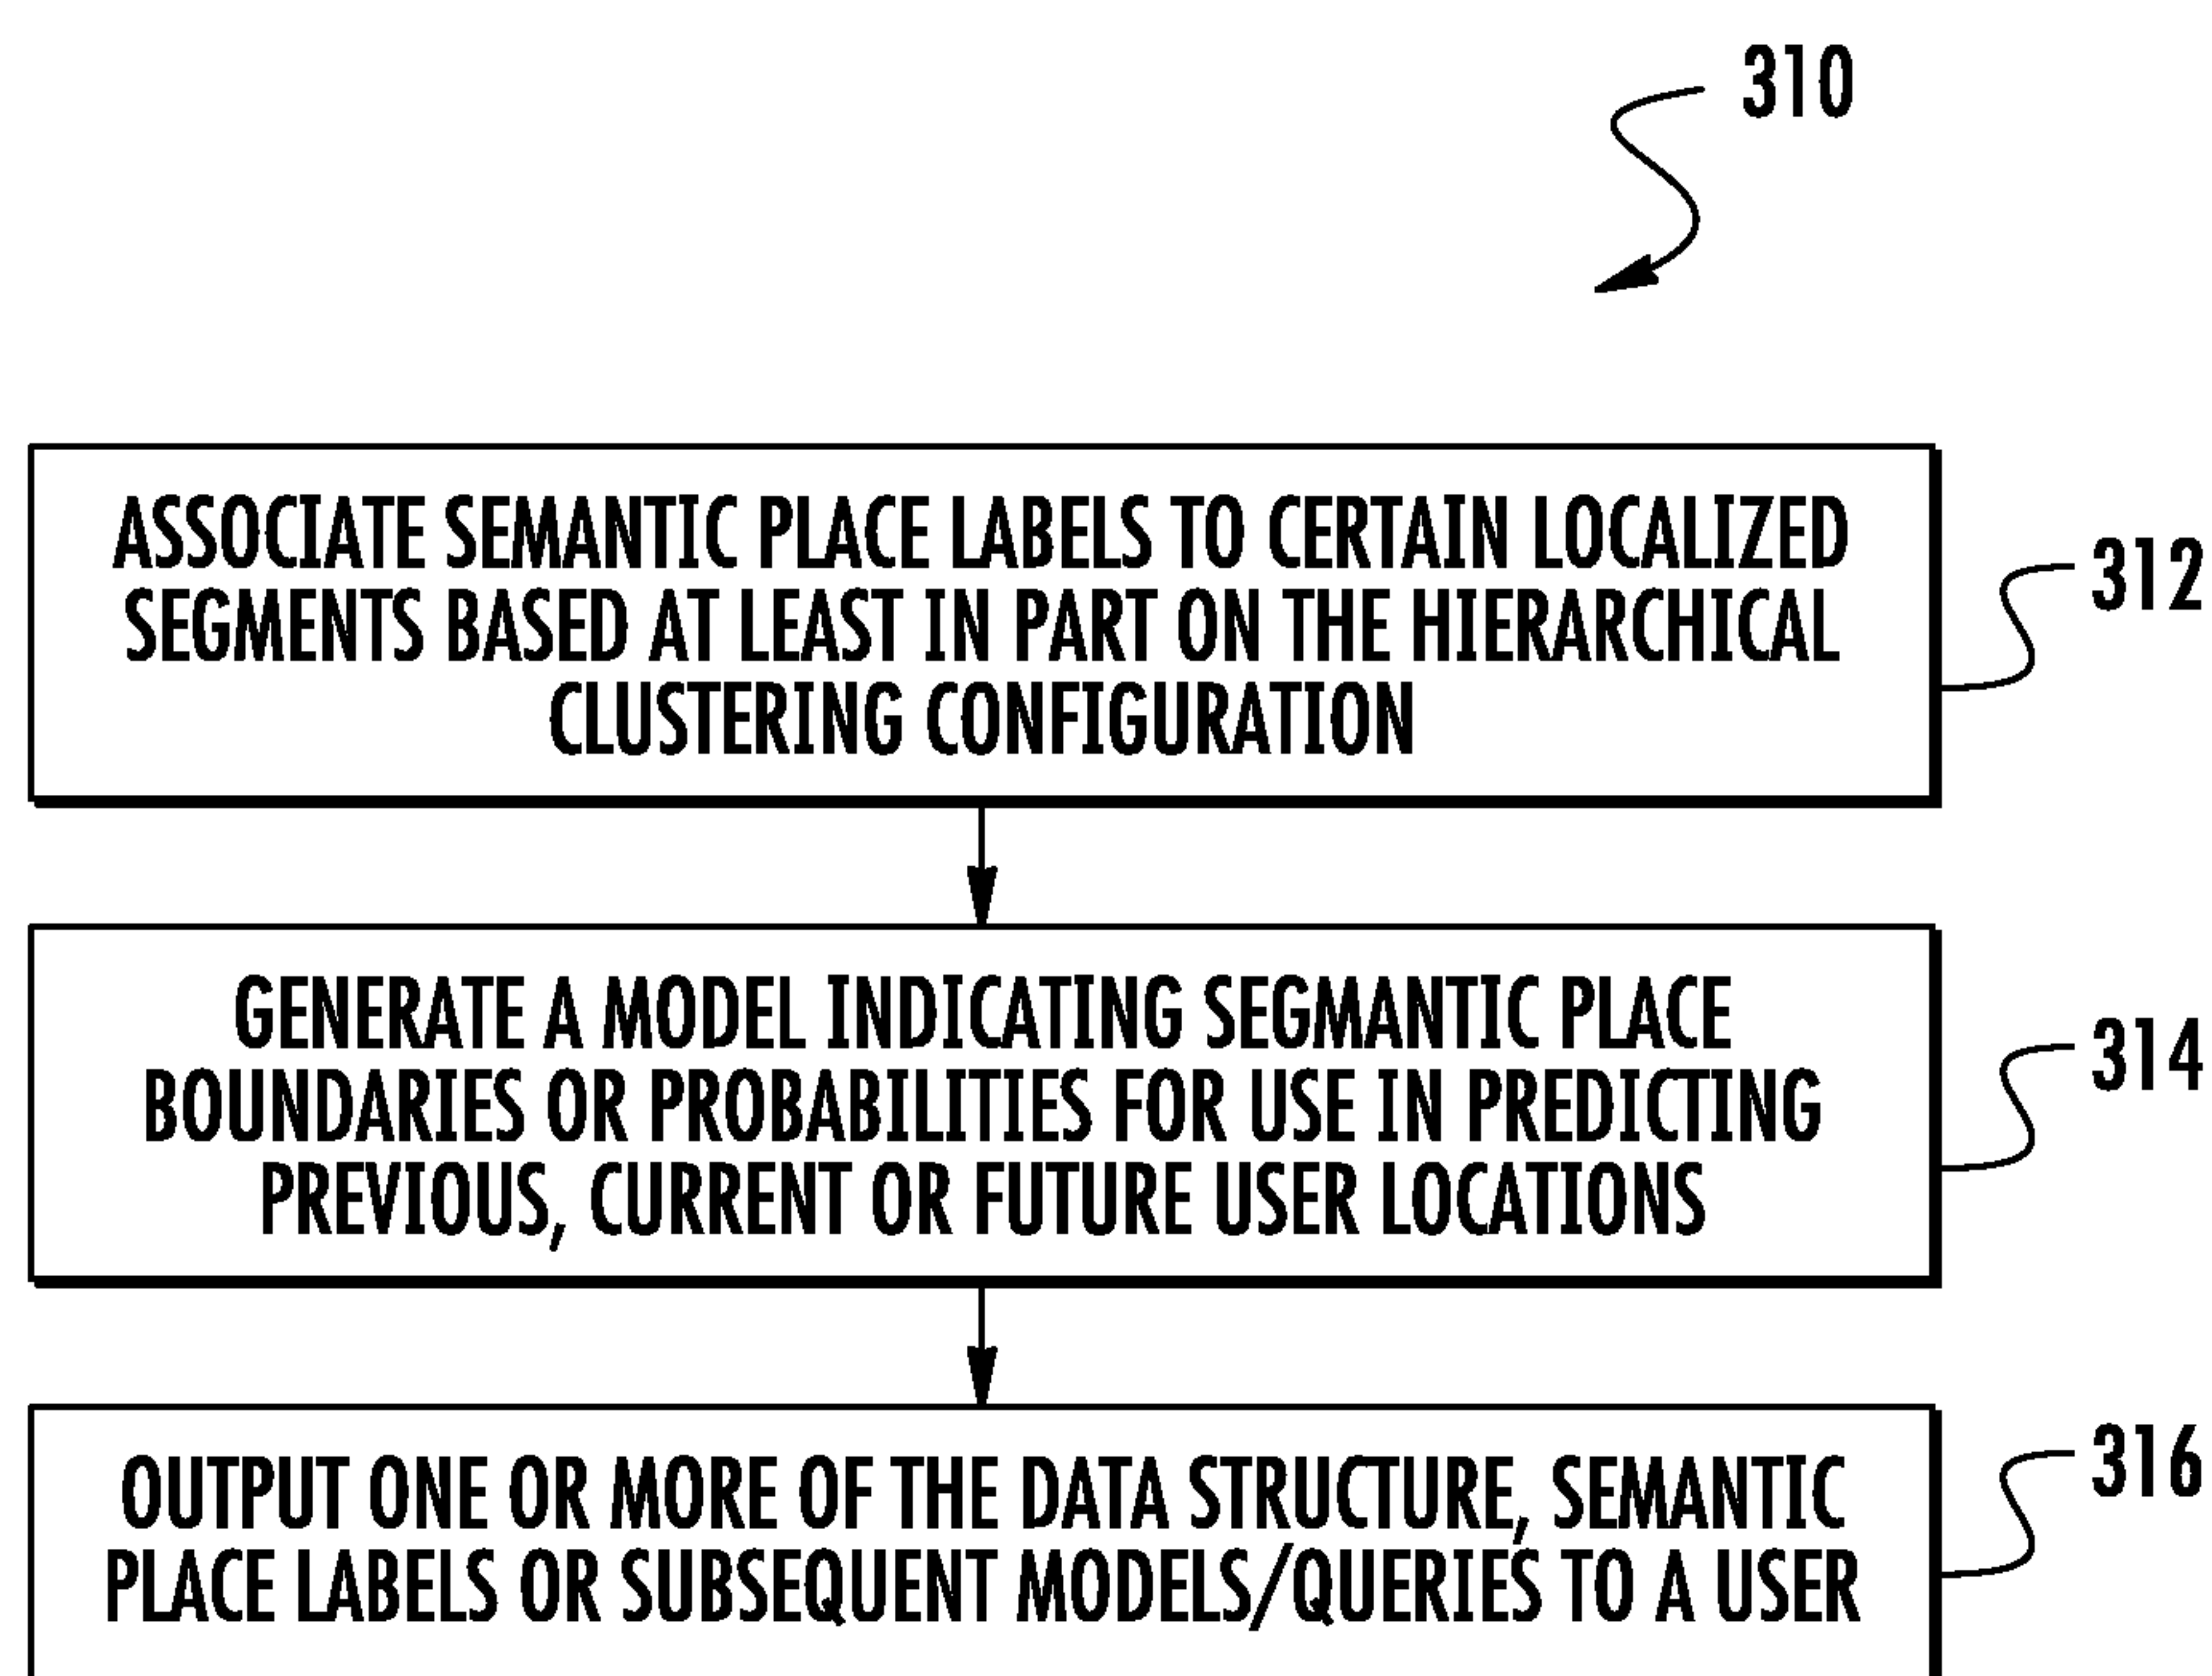 310
ASSOCIATE SEMANTIC PLACE LABELS TO CERTAIN LOCALIZED
SEGMENTS BASED AT LEAST IN PART ON THE HIERARCHICAL
CLUSTERING CONFIGURATION
312
GENERATE A MODEL INDICATING SEGMANTIC PLACE
BOUNDARIES OR PROBABILITIES FOR USE IN PREDICTING
PREVIOUS, CURRENT OR FUTURE USER LOCATIONS
314
OUTPUT ONE OR MORE OF THE DATA STRUCTURE, SEMANTIC
PLACE LABELS OR SUBSEQUENT MODELS/QUERIES TO A USER
316